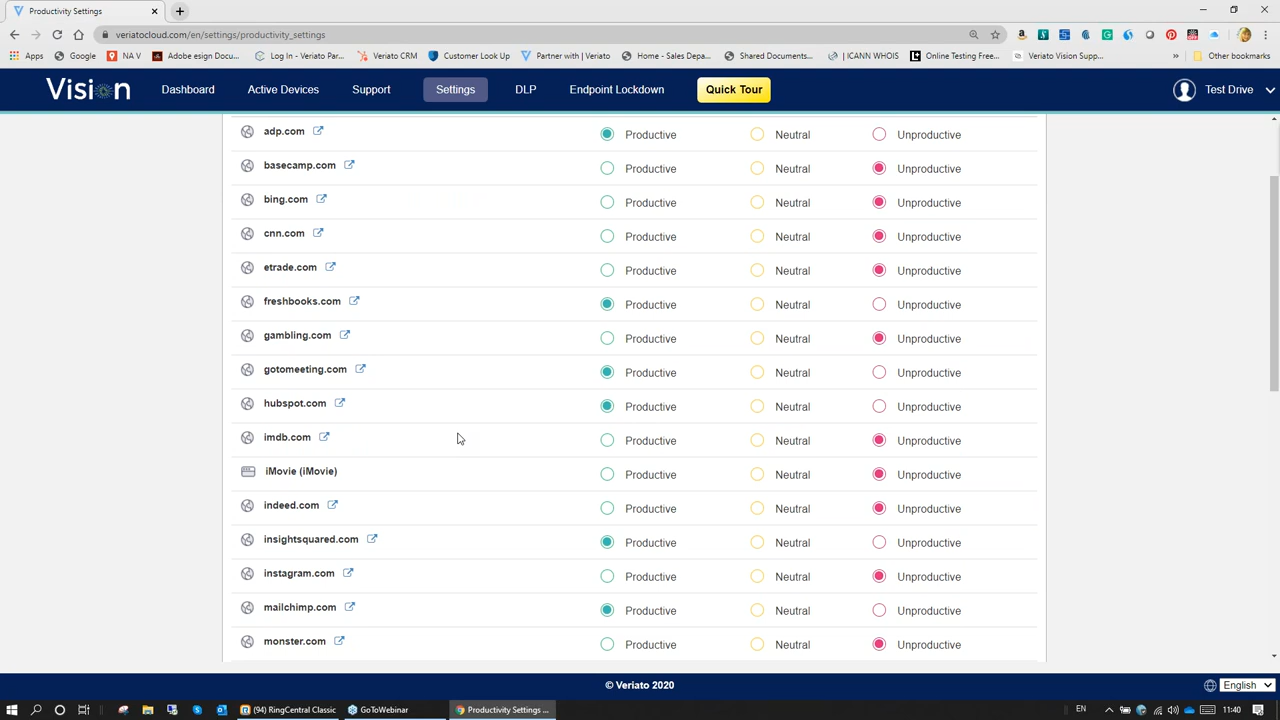 Productivity Settings
veriatocloud.com/en/settings/productivity_settings
Apps Google NA V Adobe esign Docu... Log In - Veriato Par... Veriato CRM Customer Look Up Partner with | Veriato Home - Sales Depa... Shared Documents... | ICANN WHOIS Online Testing Free... Veriato Vision Supp... » Other bookmarks
Vision Dashboard Active Devices Support Settings DLP Endpoint Lockdown Quick Tour Test Drive
adp.com Productive Neutral Unproductive
basecamp.com Productive Neutral Unproductive
bing.com Productive Neutral Unproductive
cnn.com Productive Neutral Unproductive
etrade.com Productive Neutral Unproductive
freshbooks.com Productive Neutral Unproductive
gambling.com Productive Neutral Unproductive
gotomeeting.com Productive Neutral Unproductive
hubspot.com Productive Neutral Unproductive
imdb.com Productive Neutral Unproductive
iMovie (iMovie) Productive Neutral Unproductive
indeed.com Productive Neutral Unproductive
insightsquared.com Productive Neutral Unproductive
instagram.com Productive Neutral Unproductive
mailchimp.com Productive Neutral Unproductive
monster.com Productive Neutral Unproductive
© Veriato 2020 English
(94) RingCentral Classic GoToWebinar Productivity Settings ... EN 11:40